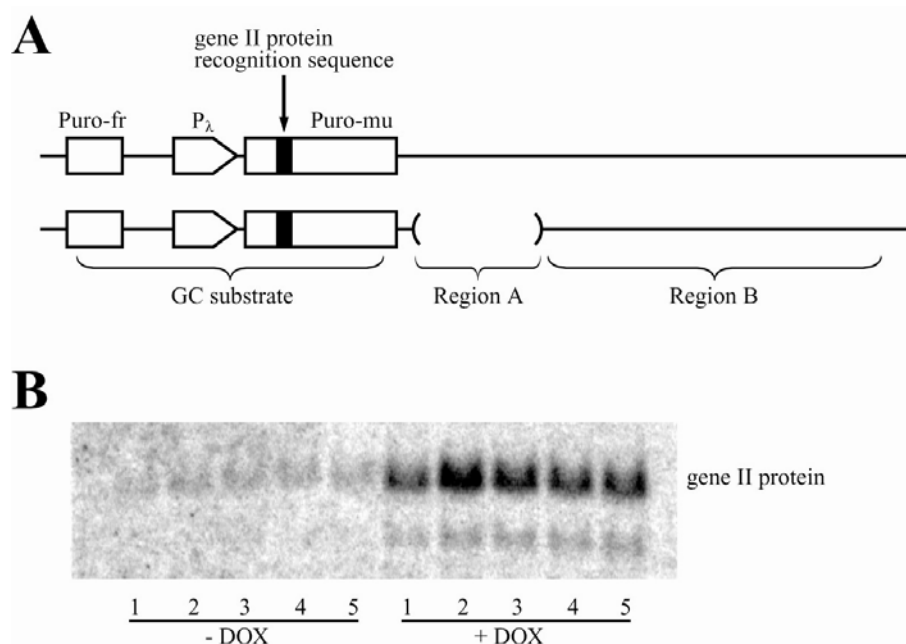 A
gene II protein
recognition sequence
Puro-fr Pλ Puro-mu
GC substrate Region A Region B
B
gene II protein
1 2 3 4 5 1 2 3 4 5
- DOX + DOX